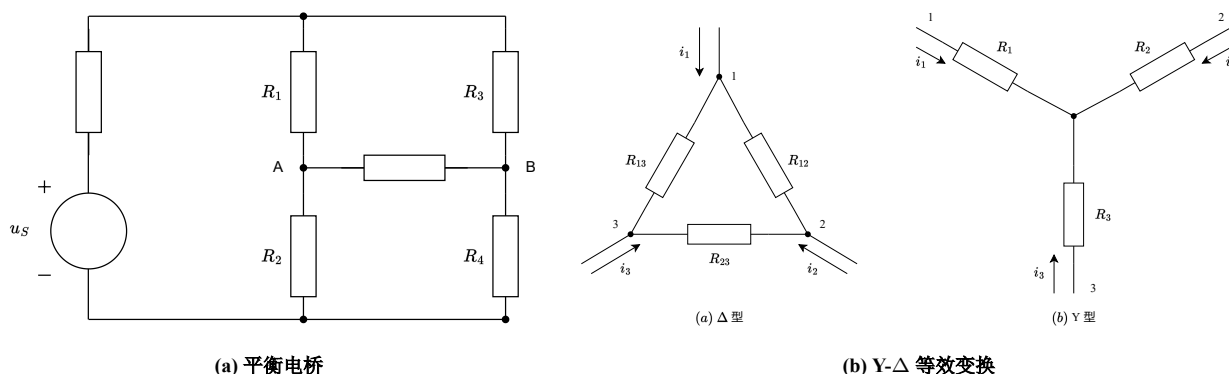 R₁
R₃
A
B
+
u_S
−
R₂
R₄
(a) 平衡电桥
i₁
1
R₁₃
R₁₂
3
2
R₂₃
i₃
i₂
(a) Δ 型
1
2
R₁
R₂
i₁
R₃
i₃
3
(b) Y 型
(b) Y-Δ 等效变换